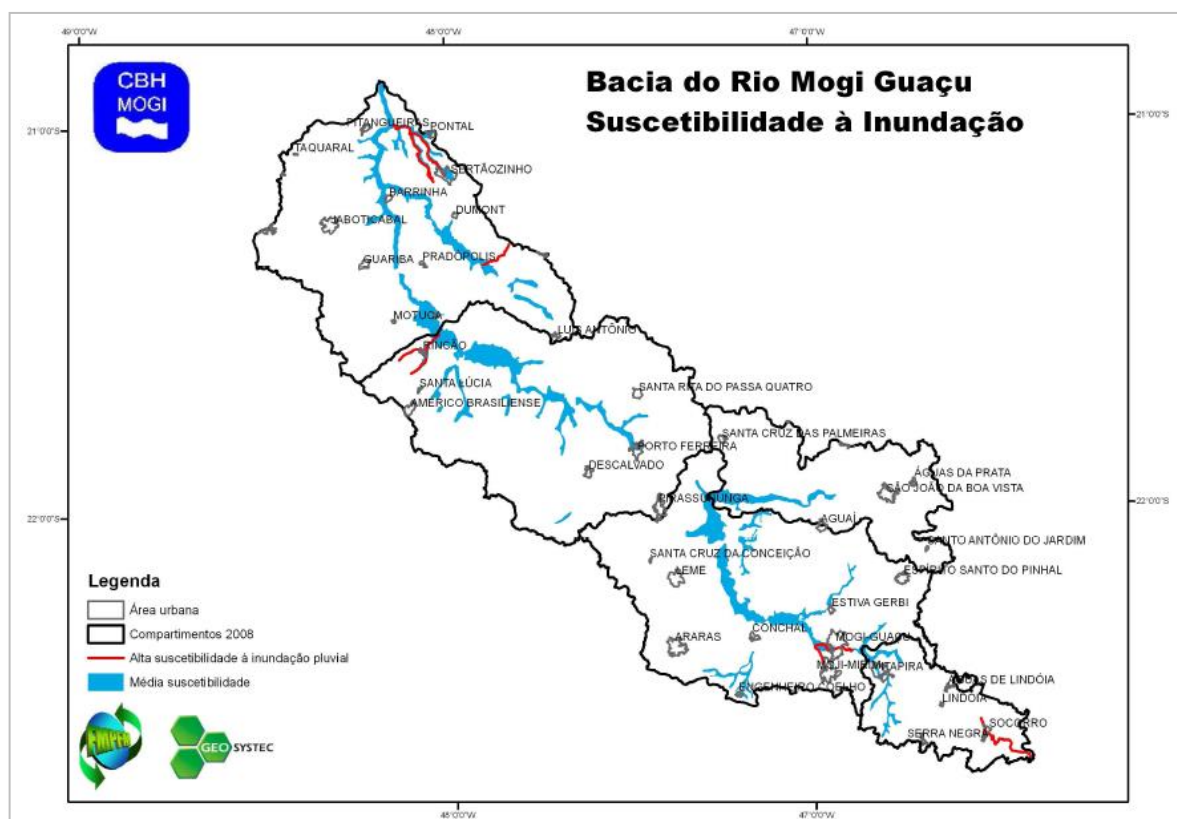 49°0'0"W
48°0'0"W
47°0'0"W
CBH
MOGI
Bacia do Rio Mogi Guaçu
Suscetibilidade à Inundação
21°0'0"S
21°0'0"S
PITANGUEIRAS
PONTAL
TAQUARAL
SERTÃOZINHO
BARRINHA
DUMONT
JABOTICABAL
GUARIBA
PRADÓPOLIS
MOTUCA
LUIS ANTÔNIO
RINCÃO
SANTA LÚCIA
SANTA RITA DO PASSA QUATRO
AMÉRICO BRASILIENSE
SANTA CRUZ DAS PALMEIRAS
PORTO FERREIRA
DESCALVADO
ÁGUAS DA PRATA
SÃO JOÃO DA BOA VISTA
PIRASSUNUNGA
22°0'0"S
22°0'0"S
AGUAÍ
SANTO ANTÔNIO DO JARDIM
SANTA CRUZ DA CONCEIÇÃO
LEME
ESPÍRITO SANTO DO PINHAL
Legenda
Área urbana
ESTIVA GERBI
Compartimentos 2008
CONCHAL
ARARAS
MOGI-GUAÇU
Alta suscetibilidade à inundação pluvial
MOJI-MIRIM
ITAPIRA
Média suscetibilidade
ENGENHEIRO COELHO
ÁGUAS DE LINDÓIA
LINDÓIA
SOCORRO
SERRA NEGRA
GEOSYSTEC
48°0'0"W
47°0'0"W